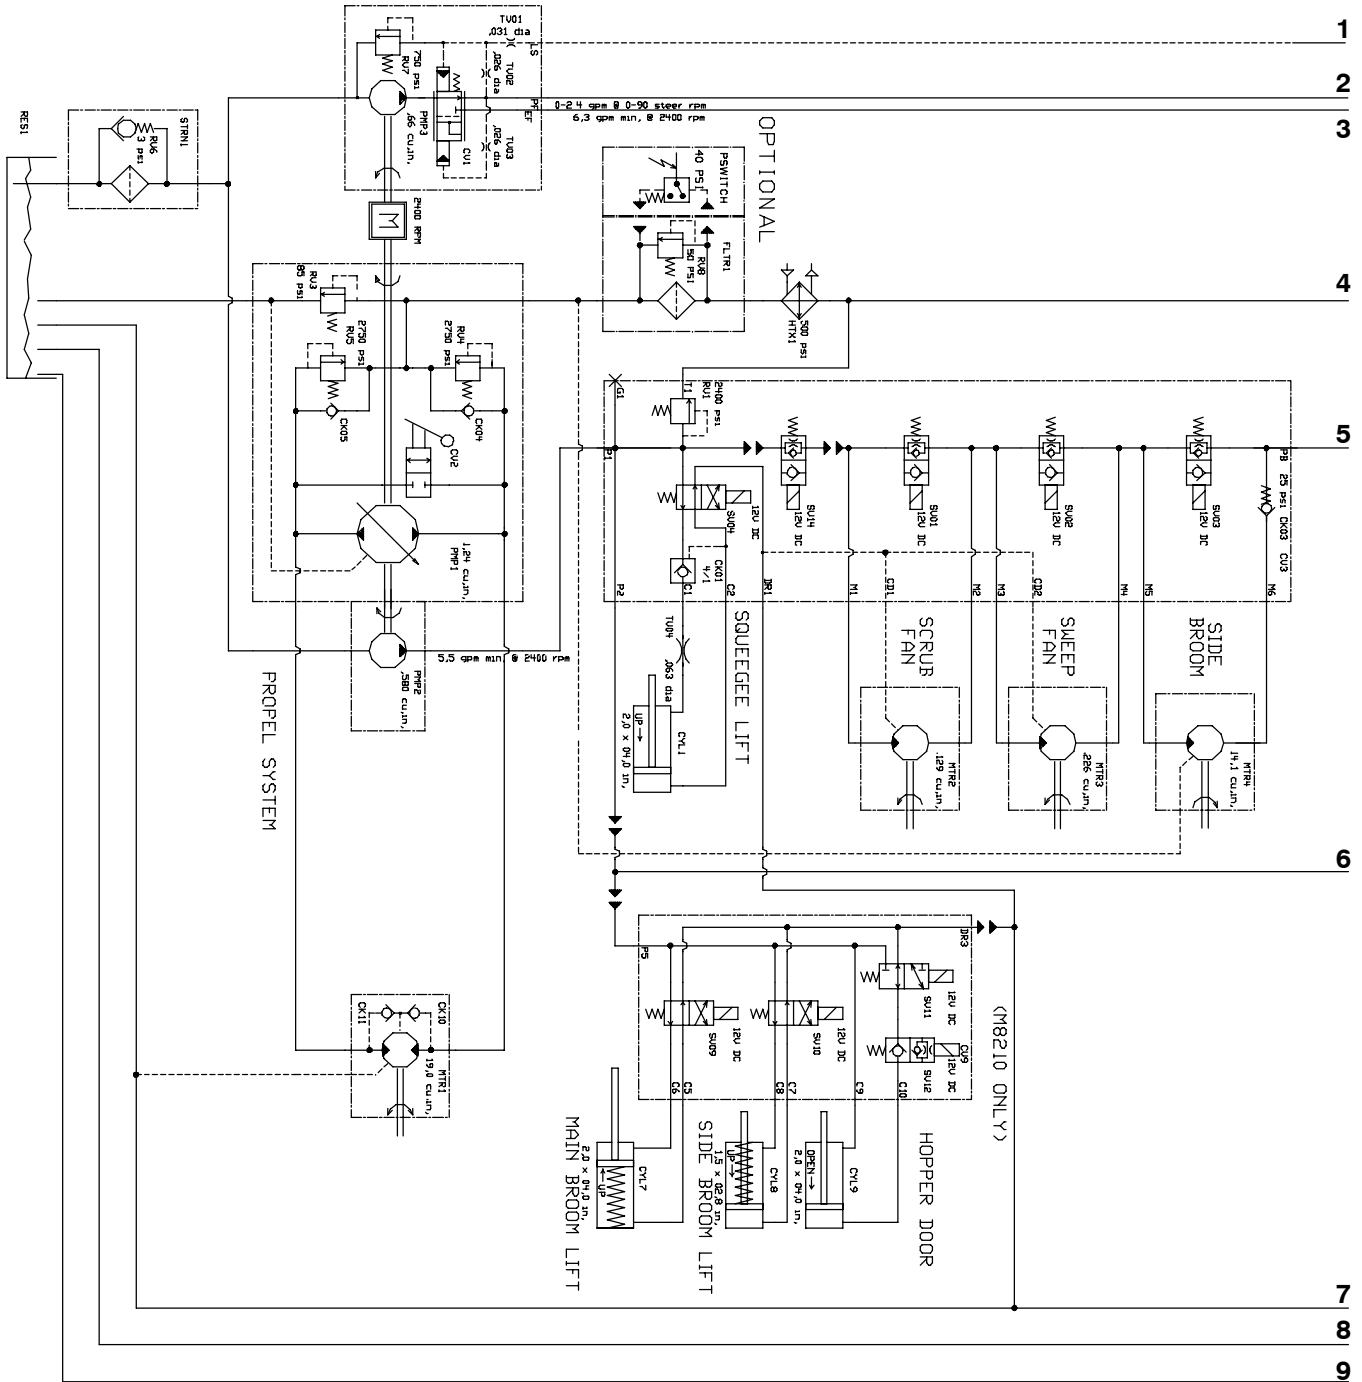 1
2
3
4
5
6
7
8
9
RES1
STRN1
RV6
3 PSI
TV01
.031 dia
LS
750 PSI
RV7
TV02
.026 dia
PF
EF
PMP3
.66 cu.in.
CV1
TV03
.026 dia
0-2.4 gpm @ 0-90 steer rpm
6.3 gpm min. @ 2400 rpm
2400 RPM
M
OPTIONAL
PSWITCH
40 PSI
FLTR1
RV8
50 PSI
500 PSI
HTX1
RV3
85 PSI
2750 PSI
RV5
RV4
2750 PSI
CK05
CK04
CV2
1.24 cu.in.
PMP1
PMP2
.580 cu.in.
5.5 gpm min. @ 2400 rpm
PROPEL SYSTEM
G1
T1
RV1
2400 PSI
P1
SV04
12V DC
CK01
4/1
C1
C2
P2
DR1
SV14
12V DC
SV01
12V DC
SV02
12V DC
SV03
12V DC
PB
25 PSI
CK03
CV3
M1
CD1
M2
M3
CD2
M4
M5
M6
TV04
.063 dia
SQUEEGEE LIFT
UP
CYL1
2.0 x 04.0 in.
SCRUB
FAN
SWEEP
FAN
SIDE
BROOM
MTR2
.129 cu.in.
MTR3
.226 cu.in.
MTR4
14.1 cu.in.
P5
DR3
SV09
12V DC
SV10
12V DC
SV11
12V DC
CV9
12V DC
SV12
C6
C5
C8
C7
C9
C10
(M8210 ONLY)
CK11
CK10
MTR1
19.0 cu.in.
MAIN BROOM LIFT
2.0 x 04.0 in.
UP
CYL7
SIDE BROOM LIFT
1.5 x 02.8 in.
UP
CYL8
OPEN
2.0 x 04.0 in.
CYL9
HOPPER DOOR